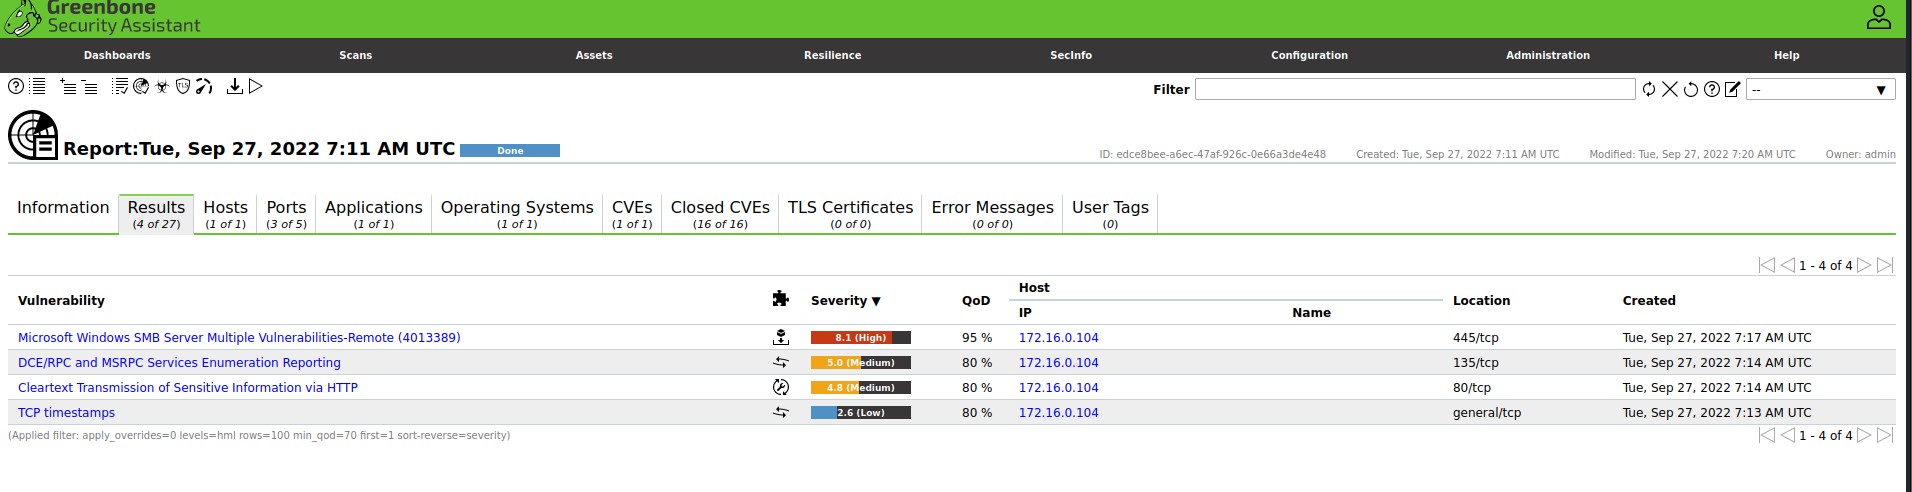 Greenbone
Security Assistant
Dashboards Scans Assets Resilience SecInfo Configuration Administration Help
TLS Filter --
Report:Tue, Sep 27, 2022 7:11 AM UTC Done ID: edce8bee-a6ec-47af-926c-0e66a3de4e48 Created: Tue, Sep 27, 2022 7:11 AM UTC Modified: Tue, Sep 27, 2022 7:20 AM UTC Owner: admin
Information Results Hosts Ports Applications Operating Systems CVEs Closed CVEs TLS Certificates Error Messages User Tags
(4 of 27) (1 of 1) (3 of 5) (1 of 1) (1 of 1) (1 of 1) (16 of 16) (0 of 0) (0 of 0) (0)
1 - 4 of 4
Vulnerability Severity ▼ QoD Host Location Created
IP Name
Microsoft Windows SMB Server Multiple Vulnerabilities-Remote (4013389) 8.1 (High) 95 % 172.16.0.104 445/tcp Tue, Sep 27, 2022 7:17 AM UTC
DCE/RPC and MSRPC Services Enumeration Reporting 5.0 (Medium) 80 % 172.16.0.104 135/tcp Tue, Sep 27, 2022 7:14 AM UTC
Cleartext Transmission of Sensitive Information via HTTP 4.8 (Medium) 80 % 172.16.0.104 80/tcp Tue, Sep 27, 2022 7:14 AM UTC
TCP timestamps 2.6 (Low) 80 % 172.16.0.104 general/tcp Tue, Sep 27, 2022 7:13 AM UTC
(Applied filter: apply_overrides=0 levels=hml rows=100 min_qod=70 first=1 sort-reverse=severity) 1 - 4 of 4